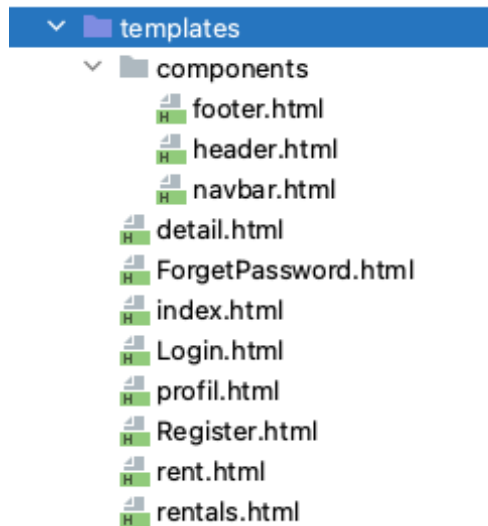 templates
components
H footer.html
H header.html
H navbar.html
H detail.html
H ForgetPassword.html
H index.html
H Login.html
H profil.html
H Register.html
H rent.html
H rentals.html